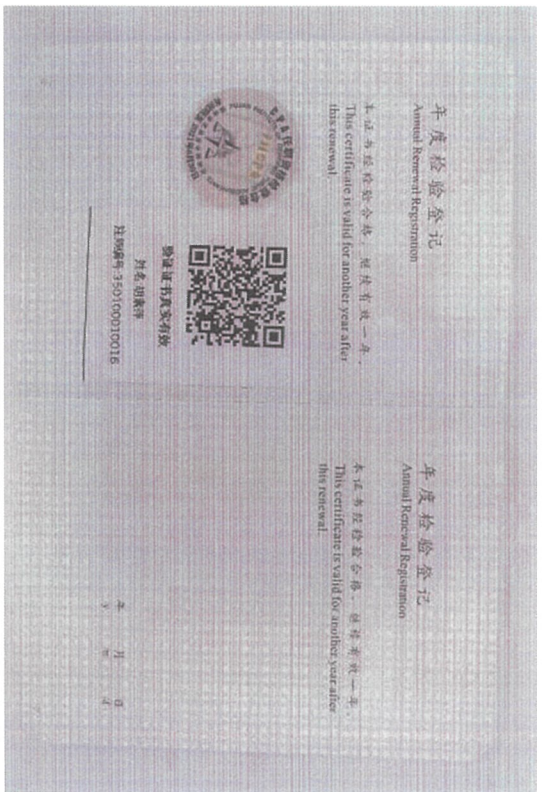 年度检验登记
Annual Renewal Registration
本证书经检验合格，继续有效一年。
This certificate is valid for another year after
this renewal.
验证证书真实有效
注册编号 350100010016
年度检验登记
Annual Renewal Registration
本证书经检验合格，继续有效一年。
This certificate is valid for another year after
this renewal.
年 月 日
y m d